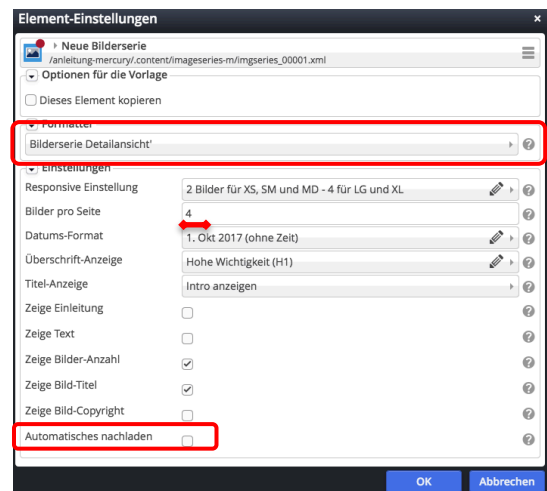 Element-Einstellungen ×
Neue Bilderserie
/anleitung-mercury/.content/imageseries-m/imgseries_00001.xml
Optionen für die Vorlage
Dieses Element kopieren
Formatter
Bilderserie Detailansicht' ?
Einstellungen
Responsive Einstellung 2 Bilder für XS, SM und MD - 4 für LG und XL ?
Bilder pro Seite 4 ?
Datums-Format 1. Okt 2017 (ohne Zeit) ?
Überschrift-Anzeige Hohe Wichtigkeit (H1) ?
Titel-Anzeige Intro anzeigen ?
Zeige Einleitung ?
Zeige Text ?
Zeige Bilder-Anzahl ?
Zeige Bild-Titel ?
Zeige Bild-Copyright ?
Automatisches nachladen ?
OK Abbrechen